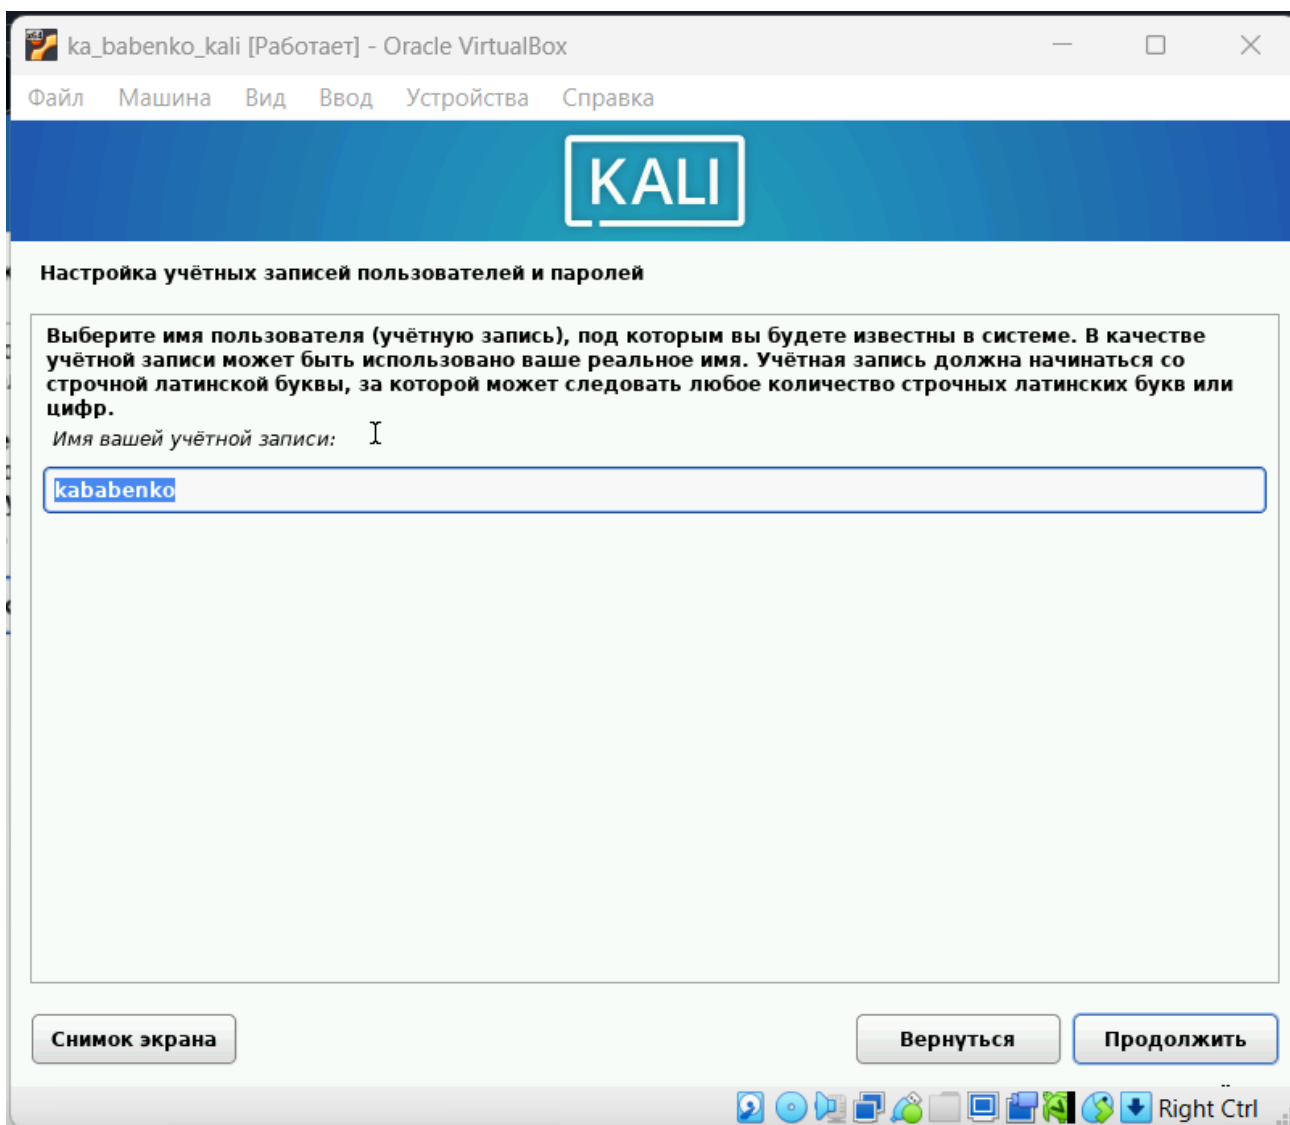 ka_babenko_kali [Работает] - Oracle VirtualBox
Файл Машина Вид Ввод Устройства Справка
KALI
Настройка учётных записей пользователей и паролей
Выберите имя пользователя (учётную запись), под которым вы будете известны в системе. В качестве
учётной записи может быть использовано ваше реальное имя. Учётная запись должна начинаться со
строчной латинской буквы, за которой может следовать любое количество строчных латинских букв или
цифр.
Имя вашей учётной записи:
kababenko
Снимок экрана Вернуться Продолжить
Right Ctrl